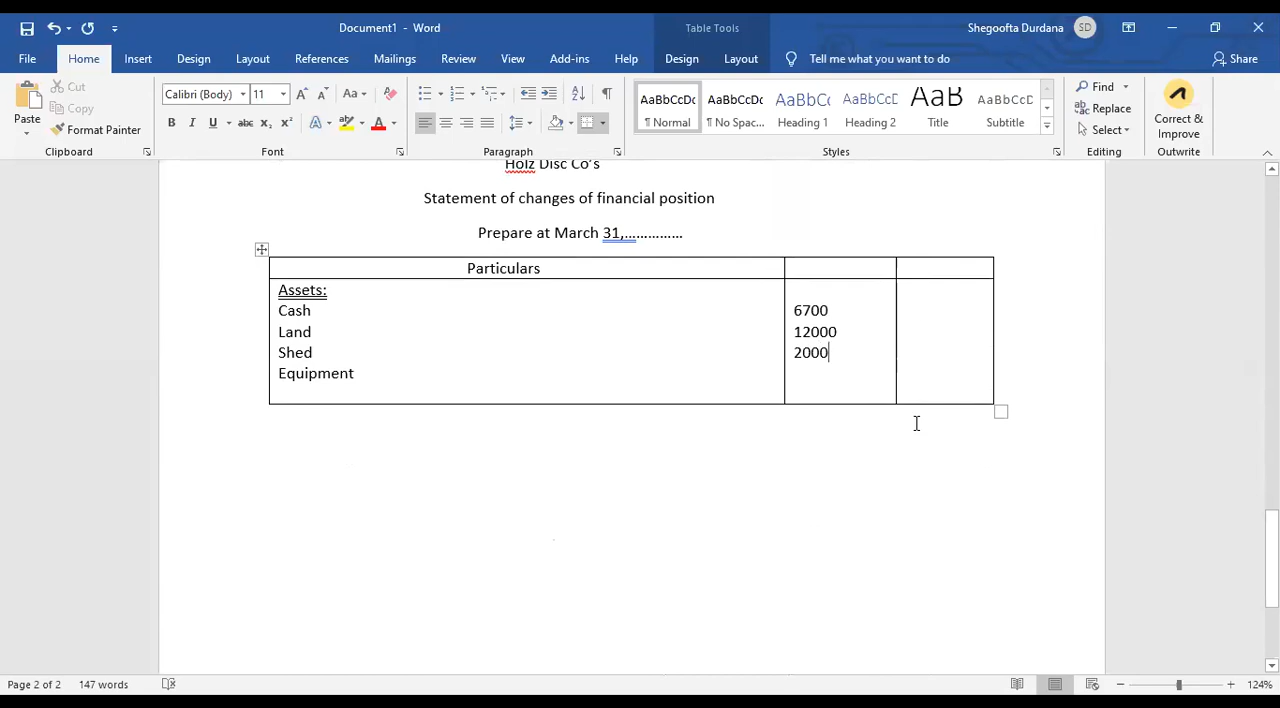 Document1 - Word
Table Tools
Shegoofta Durdana
SD
File
Home
Insert
Design
Layout
References
Mailings
Review
View
Add-ins
Help
Design
Layout
Tell me what you want to do
Share
Paste
Cut
Copy
Format Painter
Clipboard
Calibri (Body)
11
Font
Paragraph
AaBbCcDc
¶ Normal
AaBbCcDc
¶ No Spac...
AaBbCc
Heading 1
AaBbCcD
Heading 2
AaB
Title
AaBbCcD
Subtitle
Styles
Find
Replace
Select
Editing
Correct &
Improve
Outwrite
Holz Disc Co's
Statement of changes of financial position
Prepare at March 31,……………
Particulars
Assets:
Cash 6700
Land 12000
Shed 2000
Equipment
Page 2 of 2
147 words
124%